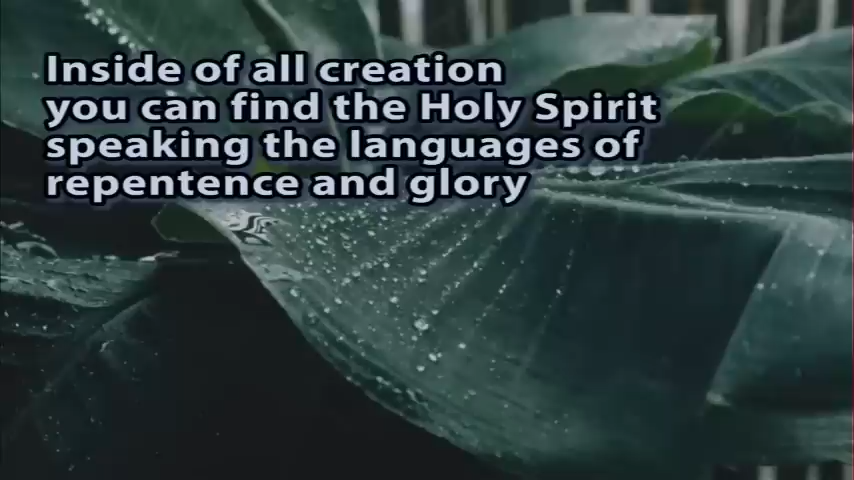 Inside of all creation
you can find the Holy Spirit
speaking the languages of
repentence and glory